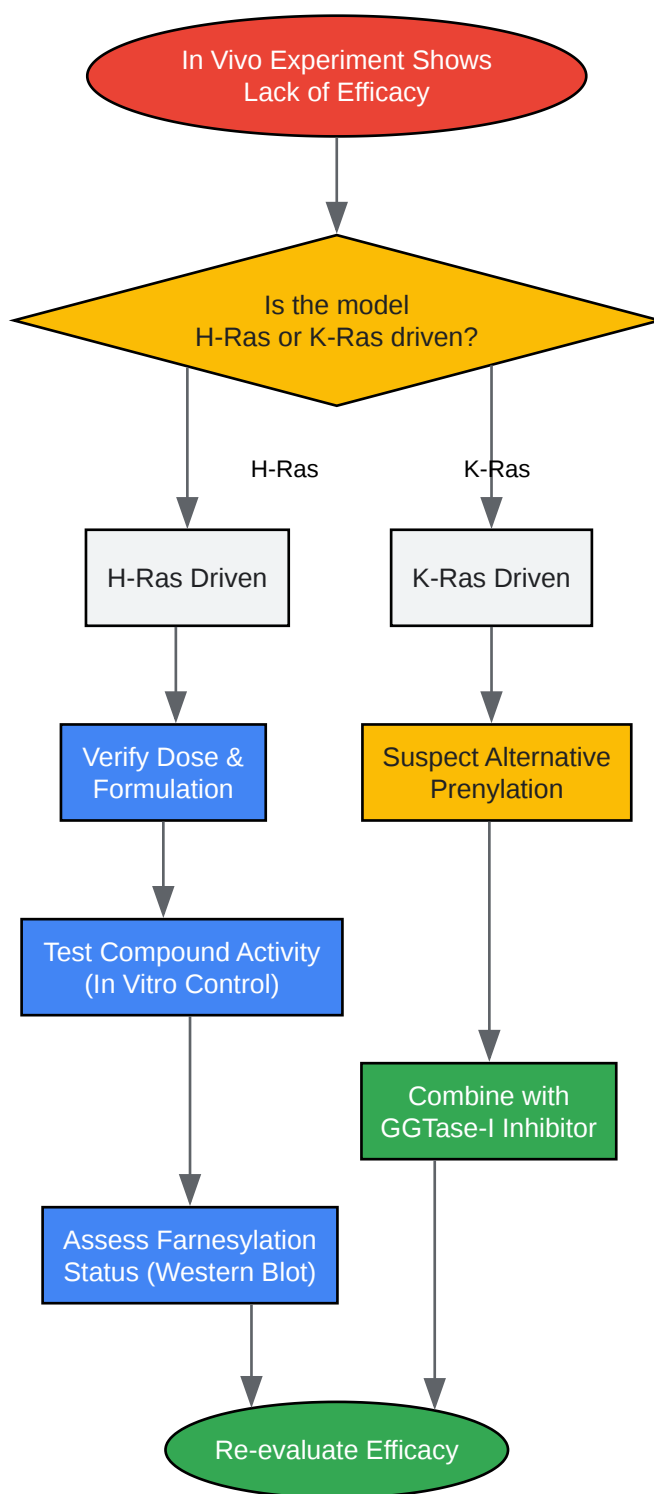 In Vivo Experiment Shows
Lack of Efficacy
Is the model
H-Ras or K-Ras driven?
H-Ras
K-Ras
H-Ras Driven
K-Ras Driven
Verify Dose &
Formulation
Suspect Alternative
Prenylation
Test Compound Activity
(In Vitro Control)
Combine with
GGTase-I Inhibitor
Assess Farnesylation
Status (Western Blot)
Re-evaluate Efficacy